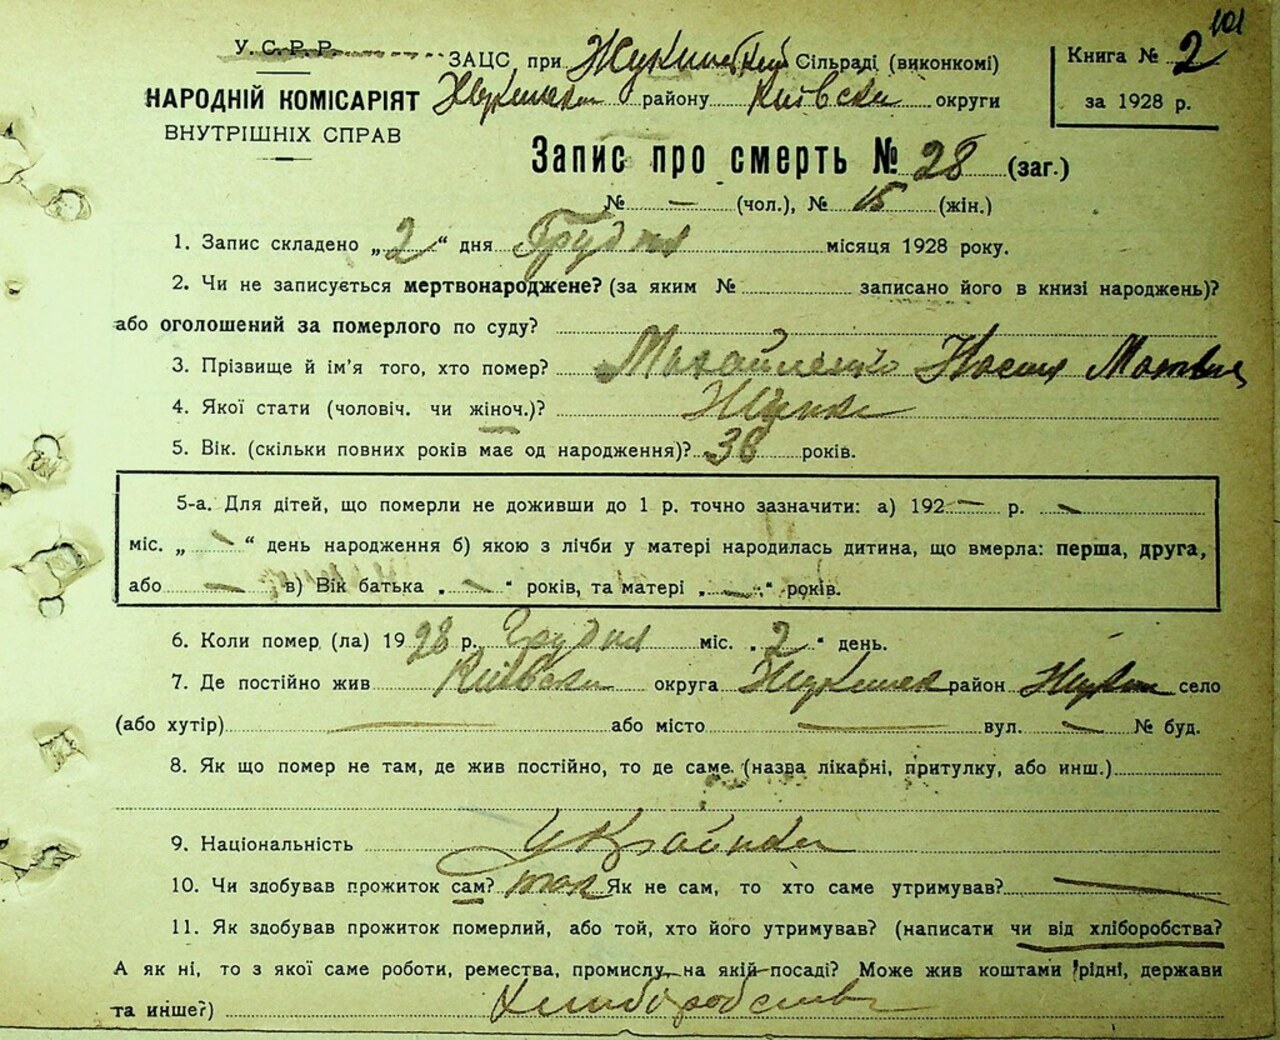 101
У. С. Р. Р.
ЗАЦС при Жукинській Сільраді (виконкомі)
Книга № 2
НАРОДНІЙ КОМІСАРІЯТ Жукинськ району Київськ округи
за 1928 р.
ВНУТРІШНІХ СПРАВ
Запис про смерть № 28 (заг.)
№ — (чол.), № 15 (жін.)
1. Запис складено „2“ дня Грудня місяця 1928 року.
2. Чи не записується мертвонароджене? (за яким № записано його в книзі народжень)?
або оголошений за померлого по суду?
3. Прізвище й ім'я того, хто помер? Михайленко Настя Матвıı
4. Якої стати (чоловіч. чи жіноч.)? Жінка
5. Вік. (скільки повних років має од народження)? 38 років.
5-а. Для дітей, що померли не доживши до 1 р. точно зазначити: а) 192 — р. —
міс. „ — “ день народження б) якою з лічби у матері народилась дитина, що вмерла: перша, друга,
або — в) Вік батька „ — “ років, та матері „ — “ років.
6. Коли помер (ла) 1928 р. Грудня міс. „2“ день.
7. Де постійно жив Київськ округа Жукинськ район Жукин село
(або хутір) — або місто — вул. — № буд.
8. Як що помер не там, де жив постійно, то де саме. (назва лікарні, притулку, або инш.)
9. Національність Українка
10. Чи здобував прожиток сам? так Як не сам, то хто саме утримував? —
11. Як здобував прожиток померлий, або той, хто його утримував? (написати чи від хліборобства?
А як ні, то з якої саме роботи, ремества, промислу, на якій посаді? Може жив коштами рідні, держави
та инше?) Хліборобство